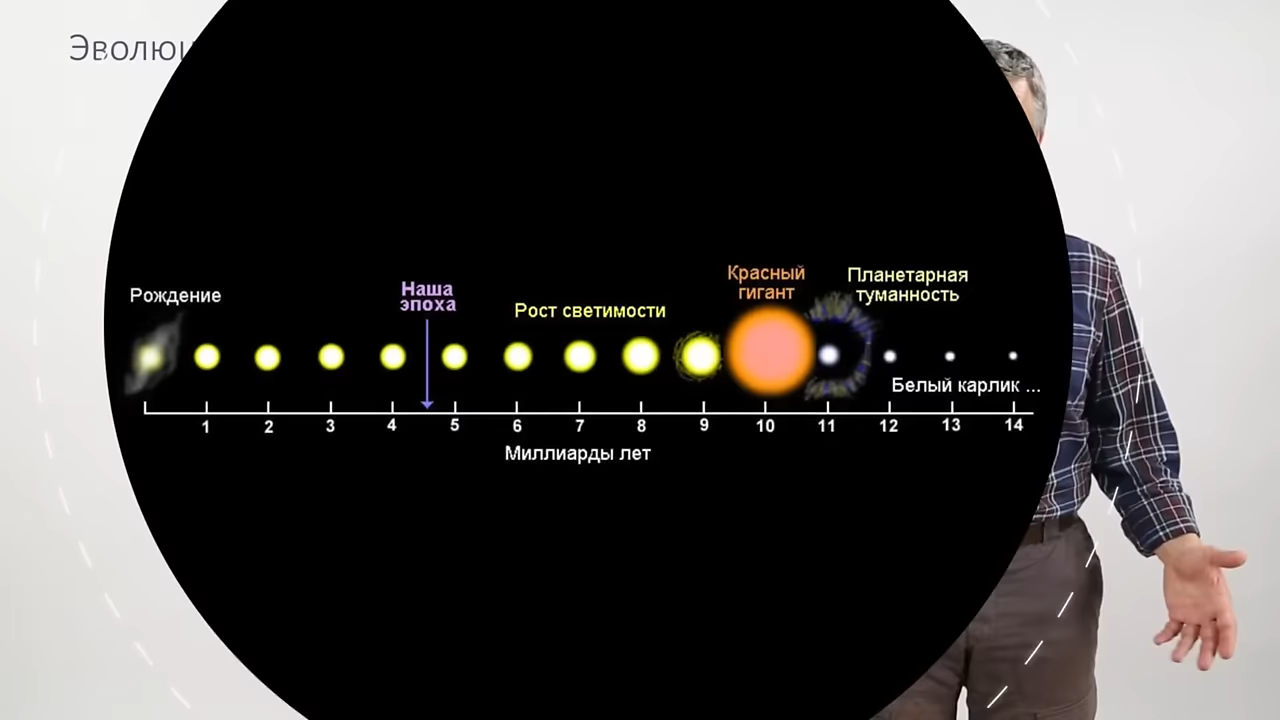 Рождение
Наша
эпоха
Рост светимости
Красный
гигант
Планетарная
туманность
Белый карлик ...
1 2 3 4 5 6 7 8 9 10 11 12 13 14
Миллиарды лет